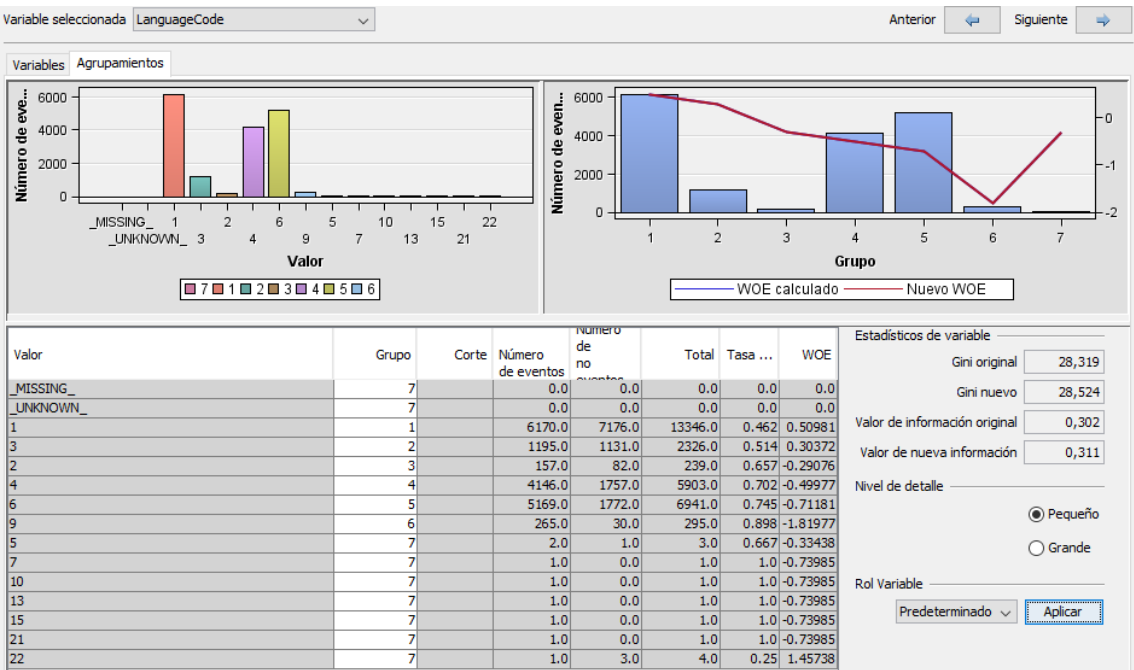 Variable seleccionada LanguageCode Anterior Siguiente
Variables Agrupamientos
Número de eve...
6000
4000
2000
0
_MISSING_ 1 2 6 5 10 15 22
_UNKNOWN_ 3 4 9 7 13 21
Valor
7 1 2 3 4 5 6
Número de even...
6000
4000
2000
0
0
-1
-2
1 2 3 4 5 6 7
Grupo
WOE calculado Nuevo WOE
Valor Grupo Corte Número de eventos Número de no eventos Total Tasa ... WOE
_MISSING_ 7 0.0 0.0 0.0 0.0 0.0
_UNKNOWN_ 7 0.0 0.0 0.0 0.0 0.0
1 1 6170.0 7176.0 13346.0 0.462 0.50981
3 2 1195.0 1131.0 2326.0 0.514 0.30372
2 3 157.0 82.0 239.0 0.657 -0.29076
4 4 4146.0 1757.0 5903.0 0.702 -0.49977
6 5 5169.0 1772.0 6941.0 0.745 -0.71181
9 6 265.0 30.0 295.0 0.898 -1.81977
5 7 2.0 1.0 3.0 0.667 -0.33438
7 7 1.0 0.0 1.0 1.0 -0.73985
10 7 1.0 0.0 1.0 1.0 -0.73985
13 7 1.0 0.0 1.0 1.0 -0.73985
15 7 1.0 0.0 1.0 1.0 -0.73985
21 7 1.0 0.0 1.0 1.0 -0.73985
22 7 1.0 3.0 4.0 0.25 1.45738
Estadísticos de variable
Gini original 28,319
Gini nuevo 28,524
Valor de información original 0,302
Valor de nueva información 0,311
Nivel de detalle
Pequeño
Grande
Rol Variable
Predeterminado Aplicar